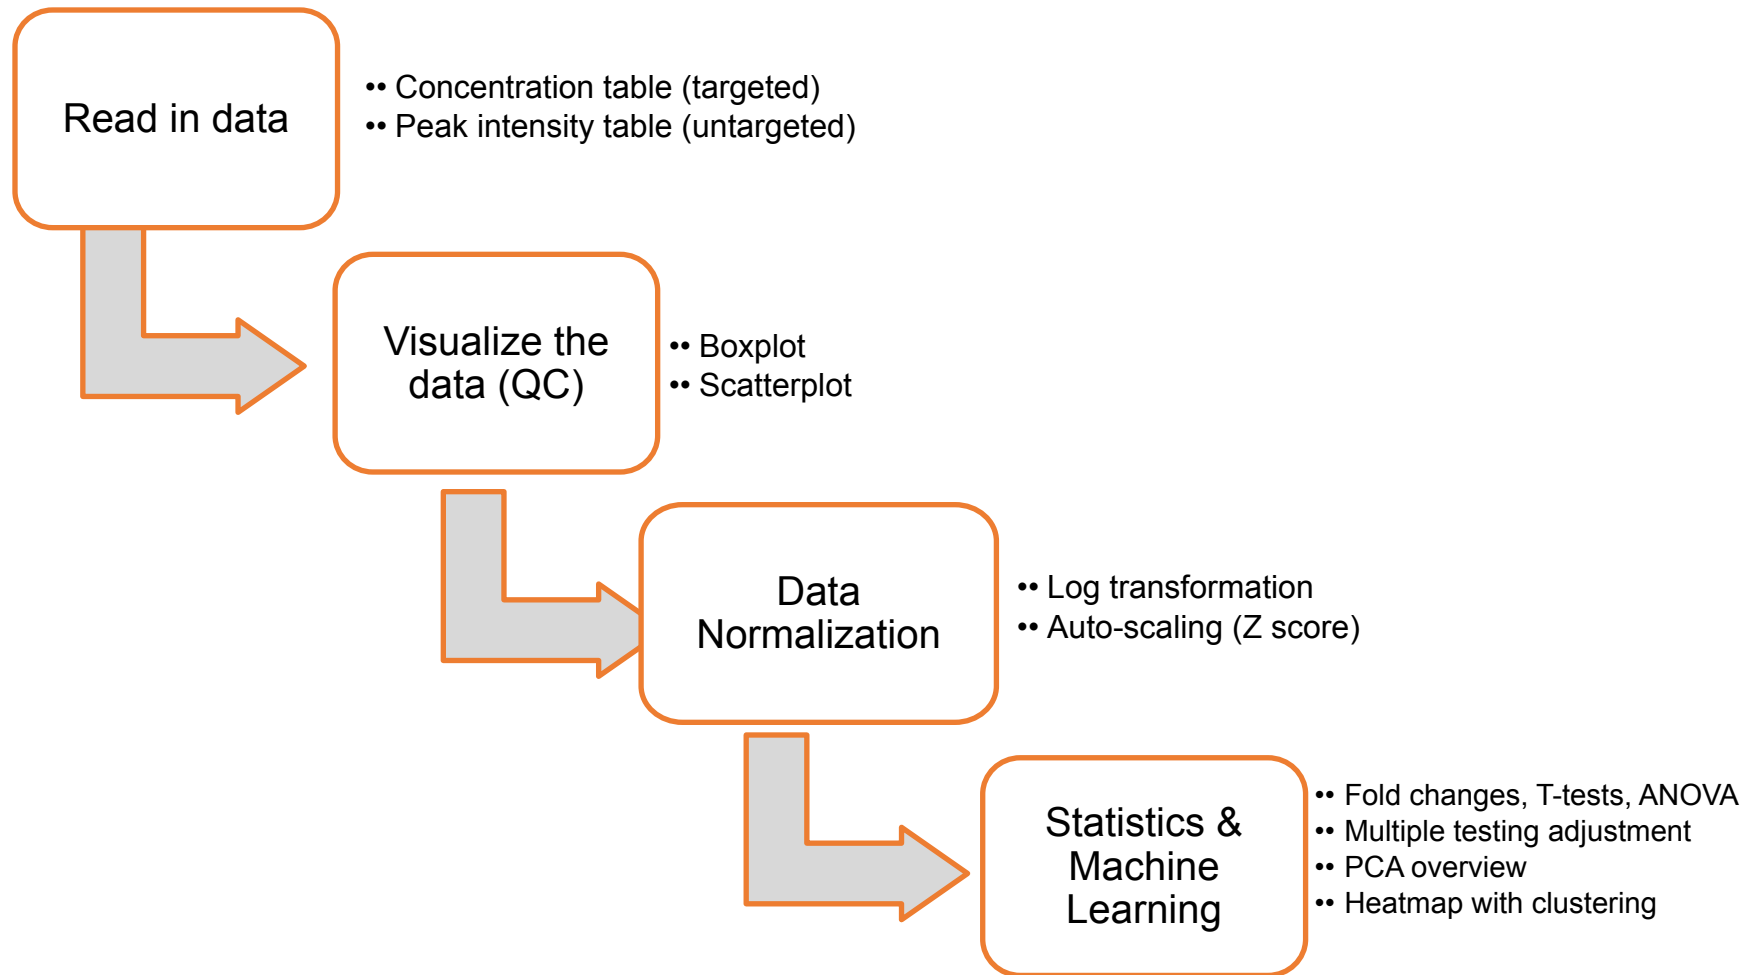 Read in data
•• Concentration table (targeted)
•• Peak intensity table (untargeted)
Visualize the
data (QC)
•• Boxplot
•• Scatterplot
Data
Normalization
•• Log transformation
•• Auto-scaling (Z score)
Statistics &
Machine
Learning
•• Fold changes, T-tests, ANOVA
•• Multiple testing adjustment
•• PCA overview
•• Heatmap with clustering